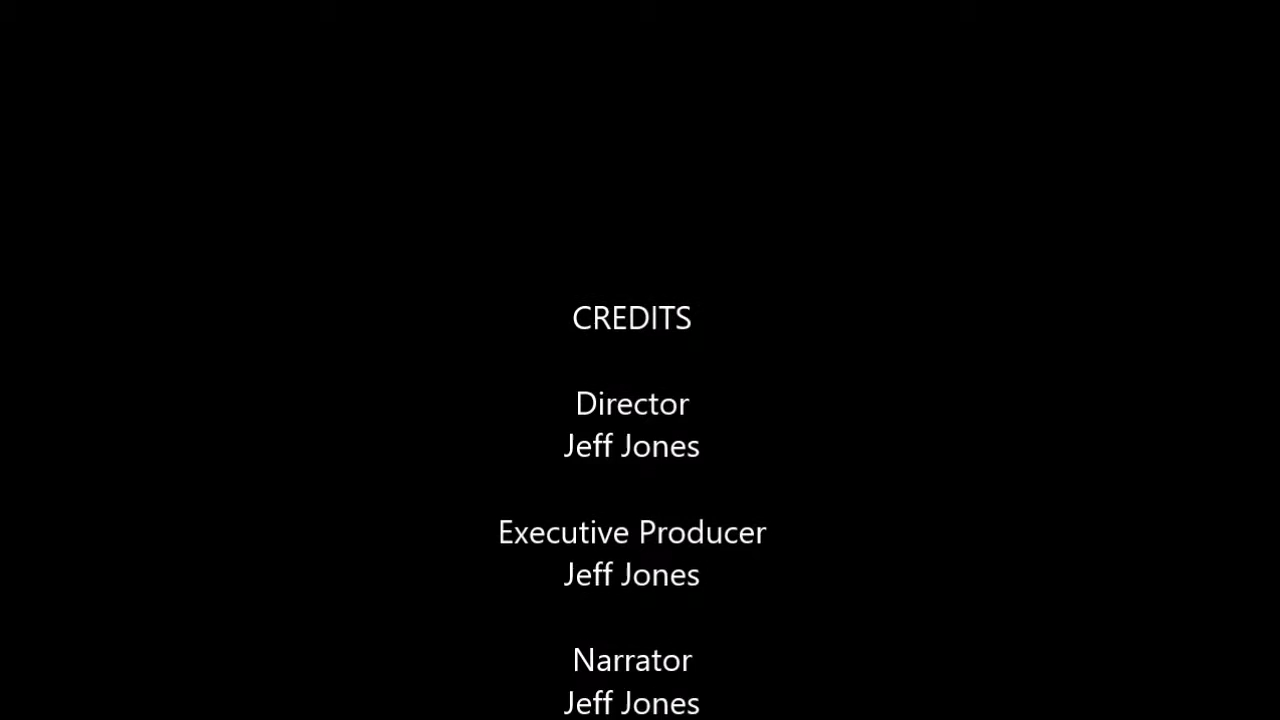 CREDITS
Director
Jeff Jones
Executive Producer
Jeff Jones
Narrator
Jeff Jones